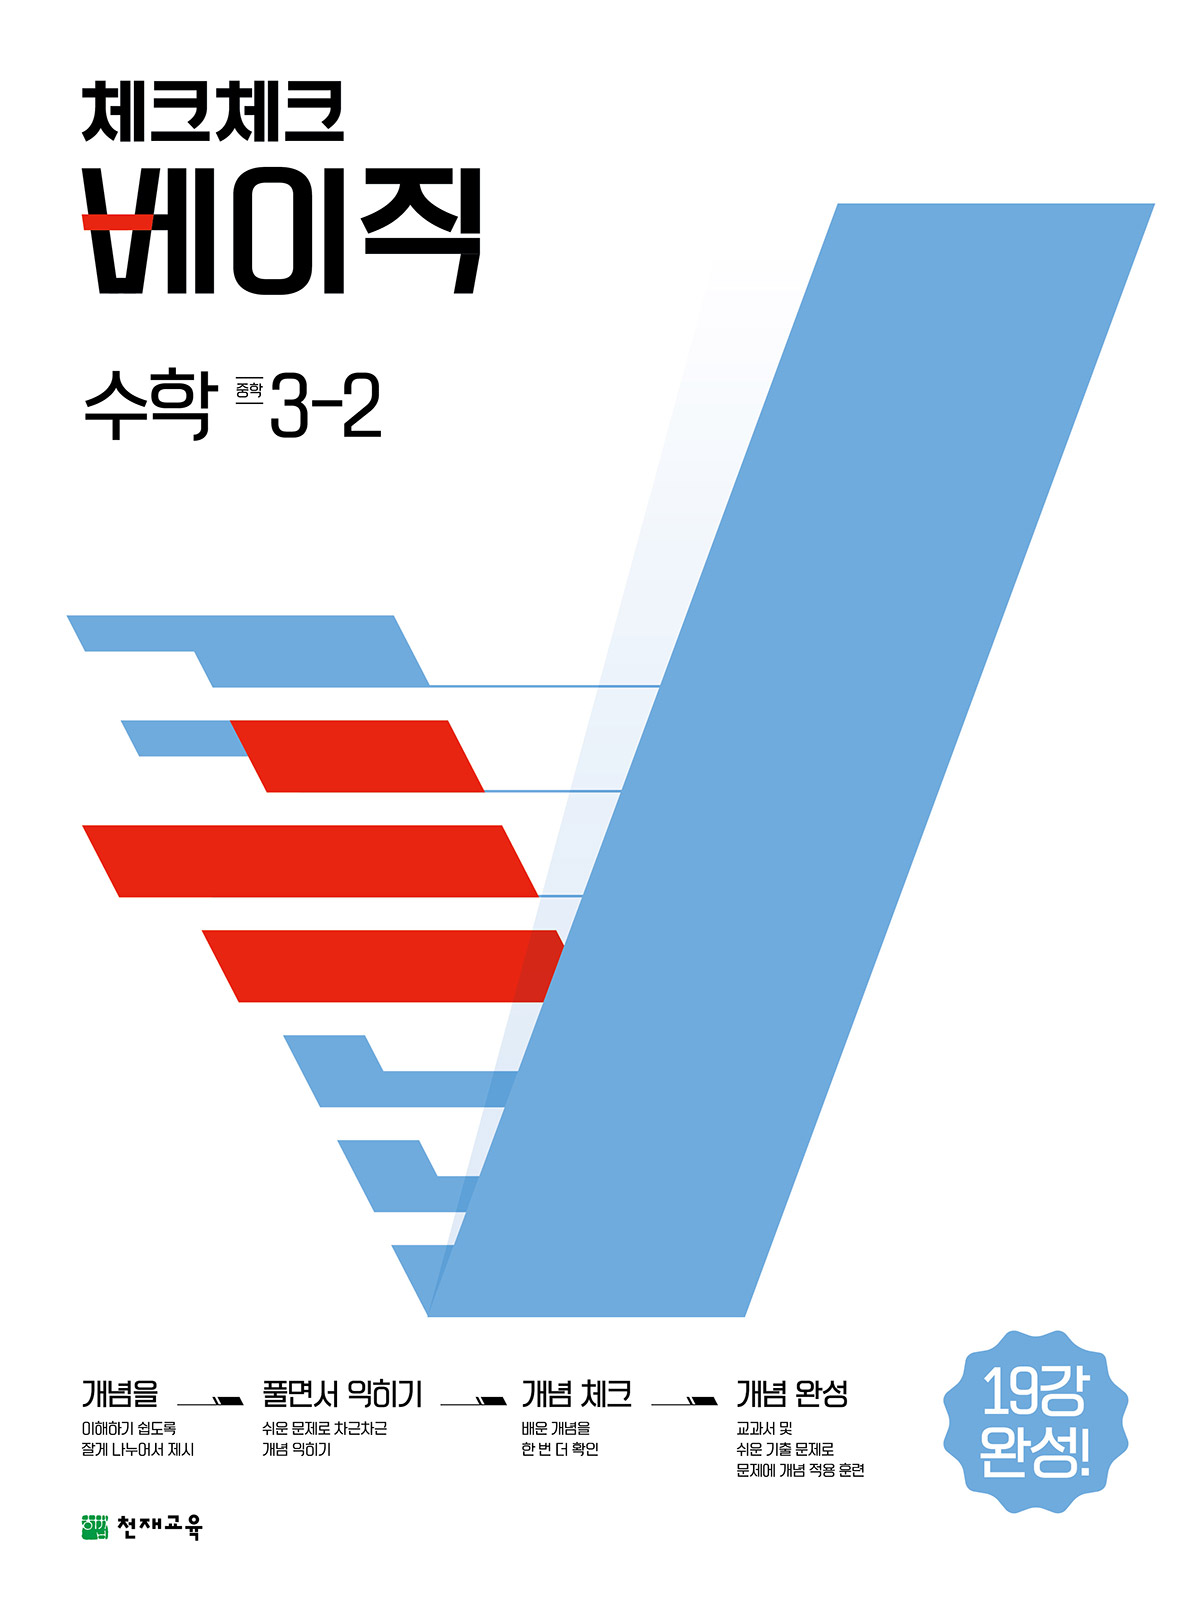 체크체크
베이직
수학 중학 3-2
개념을
이해하기 쉽도록
잘게 나누어서 제시
풀면서 익히기
쉬운 문제로 차근차근
개념 익히기
개념 체크
배운 개념을
한 번 더 확인
개념 완성
교과서 및
쉬운 기출 문제로
문제에 개념 적용 훈련
19강
완성!
천재교육